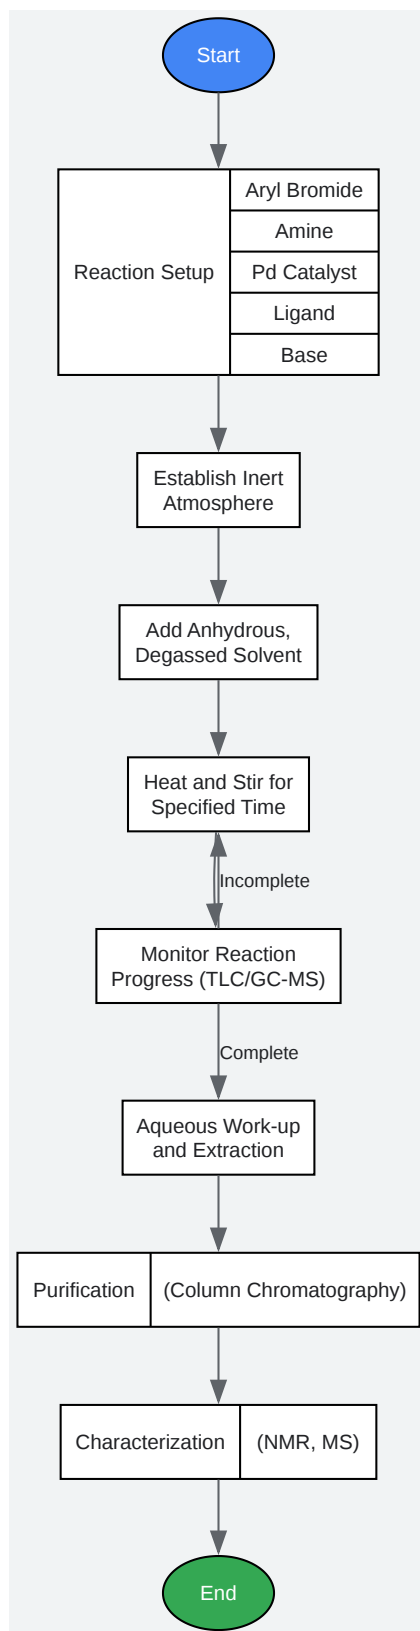 Start
Reaction Setup
Aryl Bromide
Amine
Pd Catalyst
Ligand
Base
Establish Inert
Atmosphere
Add Anhydrous,
Degassed Solvent
Heat and Stir for
Specified Time
Incomplete
Monitor Reaction
Progress (TLC/GC-MS)
Complete
Aqueous Work-up
and Extraction
Purification
(Column Chromatography)
Characterization
(NMR, MS)
End